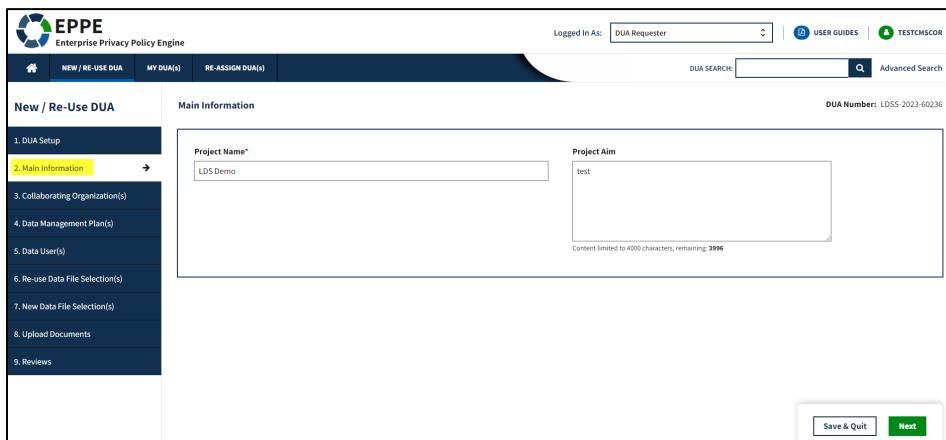 EPPE
Enterprise Privacy Policy Engine
Logged In As: DUA Requester USER GUIDES TESTCMSCOR
NEW / RE-USE DUA MY DUA(s) RE-ASSIGN DUA(s) DUA SEARCH: Advanced Search
New / Re-Use DUA
Main Information
DUA Number: LDSS-2023-60236
1. DUA Setup
2. Main Information
3. Collaborating Organization(s)
4. Data Management Plan(s)
5. Data User(s)
6. Re-use Data File Selection(s)
7. New Data File Selection(s)
8. Upload Documents
9. Reviews
Project Name*
LDS Demo
Project Aim
test
Content limited to 4000 characters, remaining: 3996
Save & Quit Next